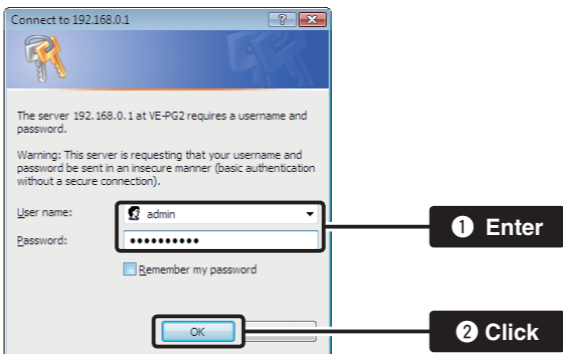 Connect to 192.168.0.1
The server 192.168.0.1 at VE-PG2 requires a username and
password.
Warning: This server is requesting that your username and
password be sent in an insecure manner (basic authentication
without a secure connection).
User name:
admin
Password:
••••••••••
Remember my password
① Enter
OK
② Click